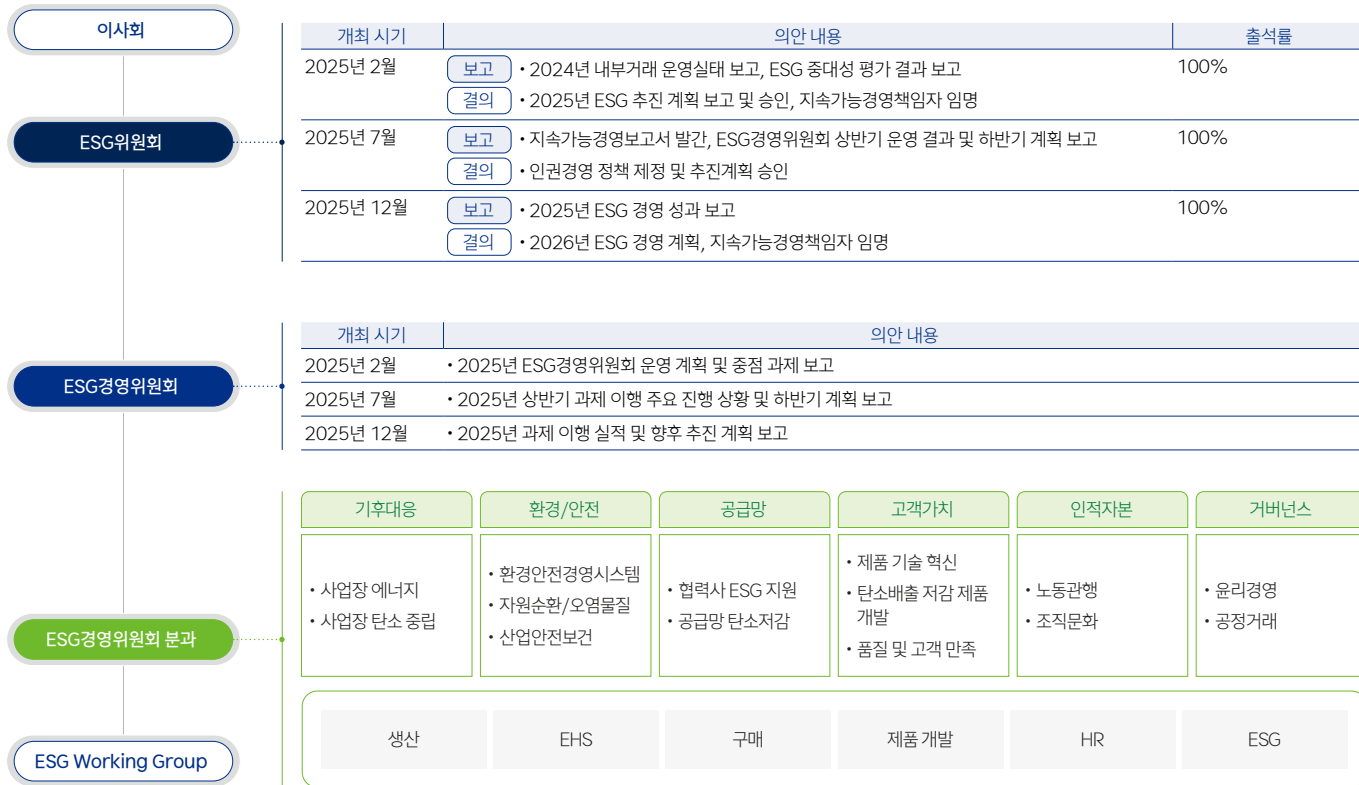 이사회
개최 시기 의안 내용 출석률
2025년 2월 보고 • 2024년 내부거래 운영실태 보고, ESG 중대성 평가 결과 보고 100%
결의 • 2025년 ESG 추진 계획 보고 및 승인, 지속가능경영책임자 임명
ESG위원회
2025년 7월 보고 • 지속가능경영보고서 발간, ESG경영위원회 상반기 운영 결과 및 하반기 계획 보고 100%
결의 • 인권경영 정책 제정 및 추진계획 승인
2025년 12월 보고 • 2025년 ESG 경영 성과 보고 100%
결의 • 2026년 ESG 경영 계획, 지속가능경영책임자 임명
개최 시기 의안 내용
ESG경영위원회
2025년 2월 • 2025년 ESG경영위원회 운영 계획 및 중점 과제 보고
2025년 7월 • 2025년 상반기 과제 이행 주요 진행 상황 및 하반기 계획 보고
2025년 12월 • 2025년 과제 이행 실적 및 향후 추진 계획 보고
ESG경영위원회 분과
기후대응
• 사업장 에너지
• 사업장 탄소 중립
환경/안전
• 환경안전경영시스템
• 자원순환/오염물질
• 산업안전보건
공급망
• 협력사 ESG 지원
• 공급망 탄소저감
고객가치
• 제품 기술 혁신
• 탄소배출 저감 제품
개발
• 품질 및 고객 만족
인적자본
• 노동관행
• 조직문화
거버넌스
• 윤리경영
• 공정거래
ESG Working Group
생산 EHS 구매 제품 개발 HR ESG